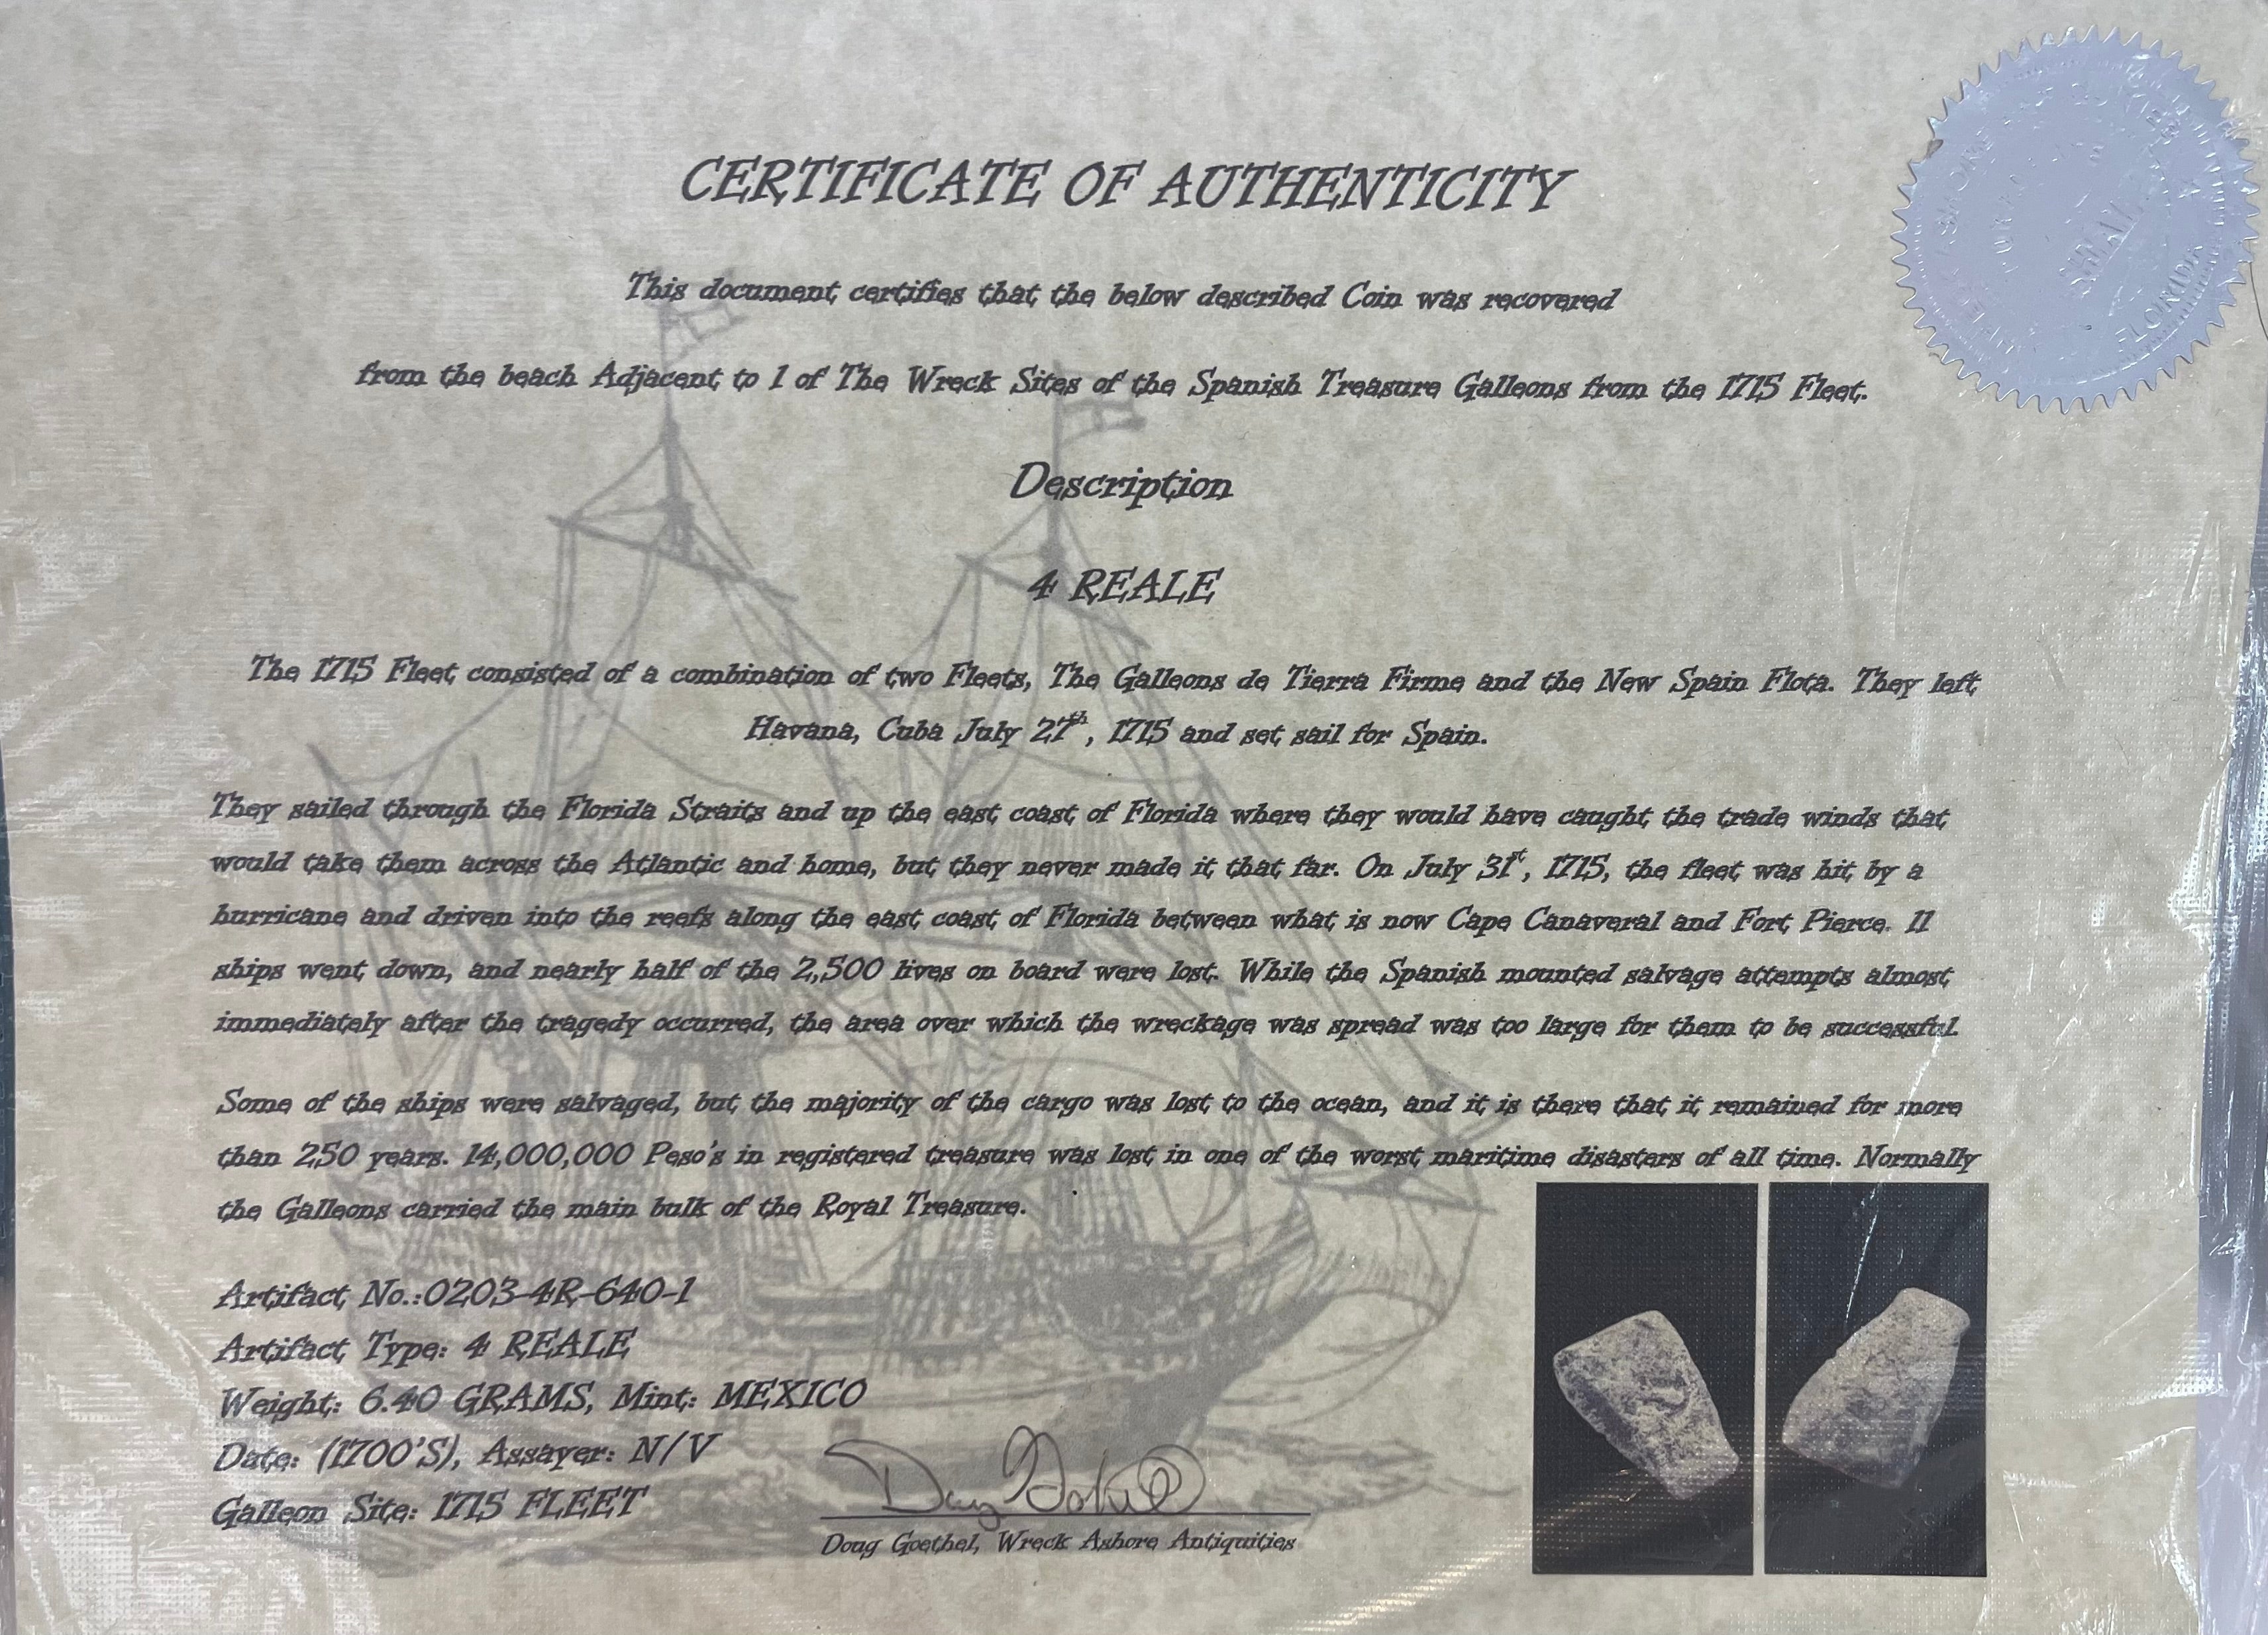 CERTIFICATE OF AUTHENTICITY
This document certifies that the below described Coin was recovered
from the beach Adjacent to 1 of The Wreck Sites of the Spanish Treasure Galleons from the 1715 Fleet.
Description
4 REALE
The 1715 Fleet consisted of a combination of two Fleets, The Galleons de Tierra Firme and the New Spain Flota. They left
Havana, Cuba July 27th, 1715 and set sail for Spain.
They sailed through the Florida Straits and up the east coast of Florida where they would have caught the trade winds that
would take them across the Atlantic and home, but they never made it that far. On July 31st, 1715, the fleet was hit by a
hurricane and driven into the reefs along the east coast of Florida between what is now Cape Canaveral and Fort Pierce. 11
ships went down, and nearly half of the 2,500 lives on board were lost. While the Spanish mounted salvage attempts almost
immediately after the tragedy occurred, the area over which the wreckage was spread was too large for them to be successful.
Some of the ships were salvaged, but the majority of the cargo was lost to the ocean, and it is there that it remained for more
than 250 years. 14,000,000 Peso's in registered treasure was lost in one of the worst maritime disasters of all time. Normally
the Galleons carried the main bulk of the Royal Treasure.
Artifact No.:0203-4R-640-1
Artifact Type: 4 REALE
Weight: 6.40 GRAMS, Mint: MEXICO
Date: (1700'S), Assayer: N/V
Galleon Site: 1715 FLEET
Doug Goethel, Wreck Ashore Antiquities
SEAL
FLORIDA